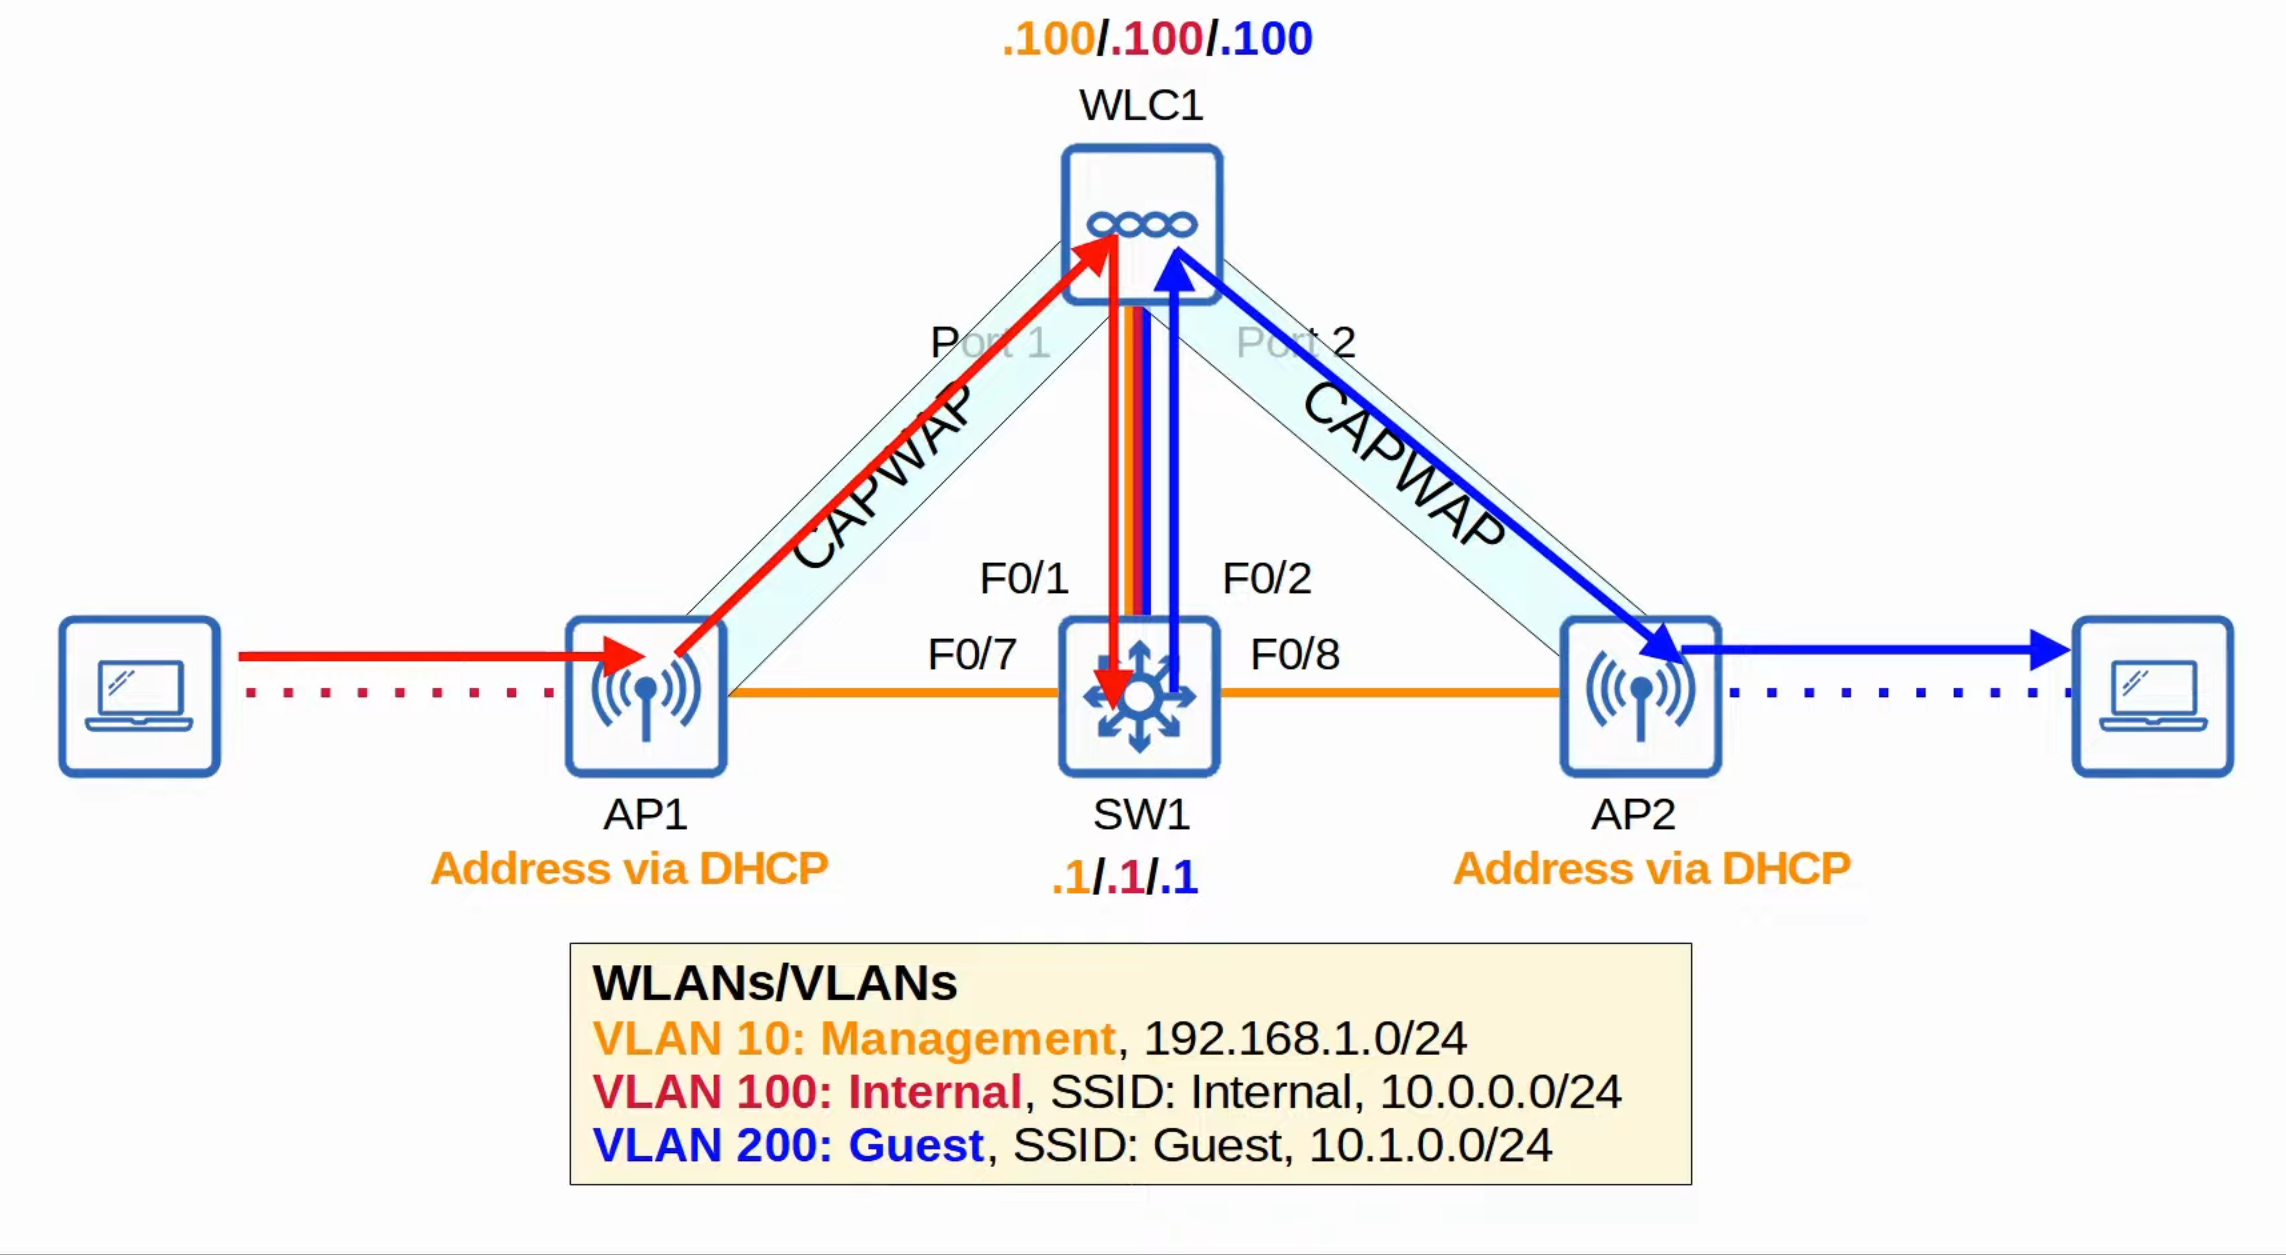 .100/.100/.100
WLC1
Port 1
Port 2
CAPWAP
CAPWAP
F0/1
F0/2
F0/7
F0/8
AP1
SW1
AP2
Address via DHCP
.1/.1/.1
Address via DHCP
WLANs/VLANs
VLAN 10: Management, 192.168.1.0/24
VLAN 100: Internal, SSID: Internal, 10.0.0.0/24
VLAN 200: Guest, SSID: Guest, 10.1.0.0/24